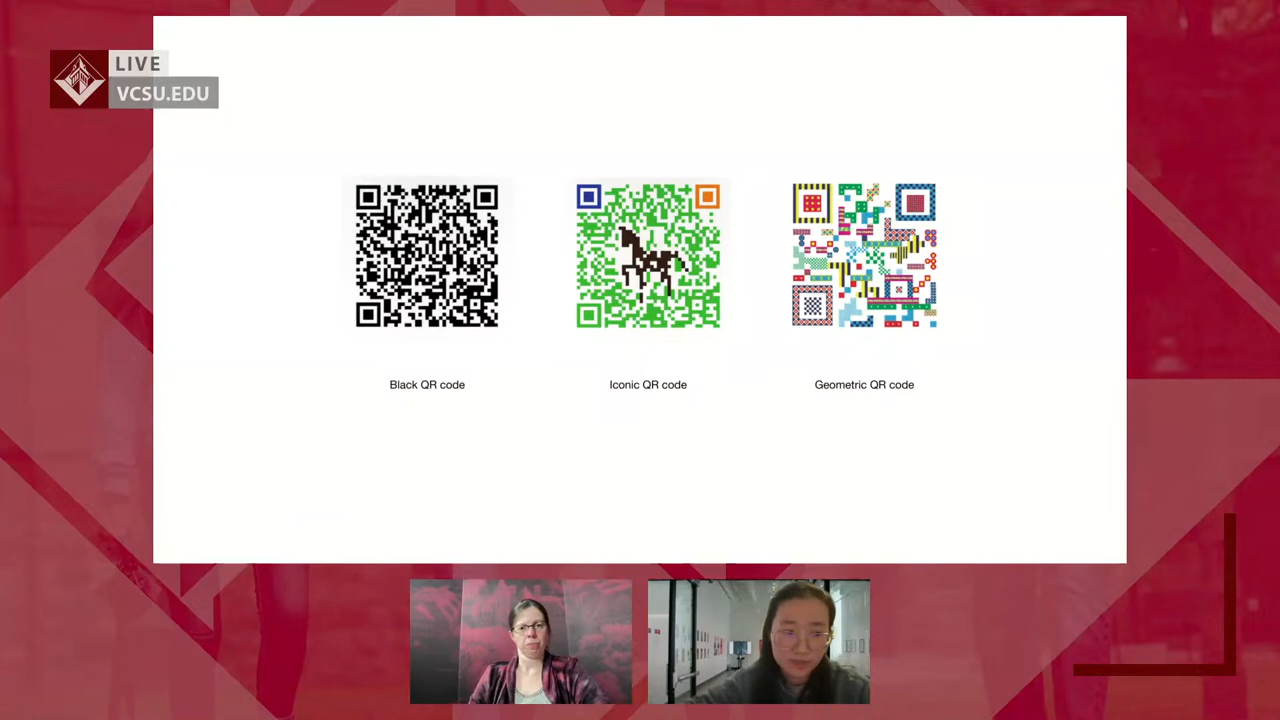 LIVE
VCSU.EDU
Black QR code
Iconic QR code
Geometric QR code